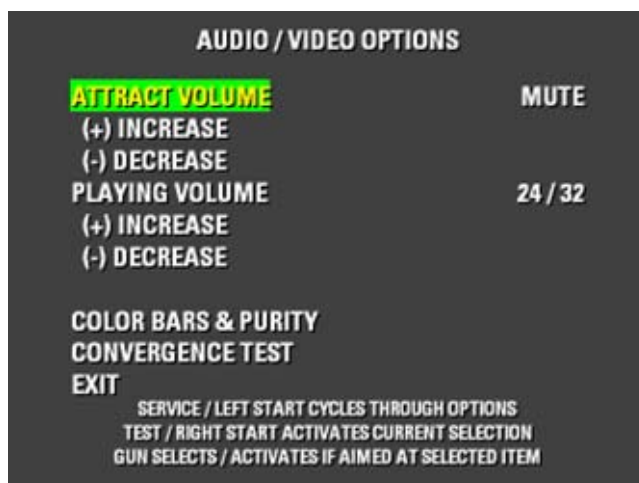 AUDIO / VIDEO OPTIONS
ATTRACT VOLUME MUTE
(+) INCREASE
(-) DECREASE
PLAYING VOLUME 24 / 32
(+) INCREASE
(-) DECREASE
COLOR BARS & PURITY
CONVERGENCE TEST
EXIT
SERVICE / LEFT START CYCLES THROUGH OPTIONS
TEST / RIGHT START ACTIVATES CURRENT SELECTION
GUN SELECTS / ACTIVATES IF AIMED AT SELECTED ITEM